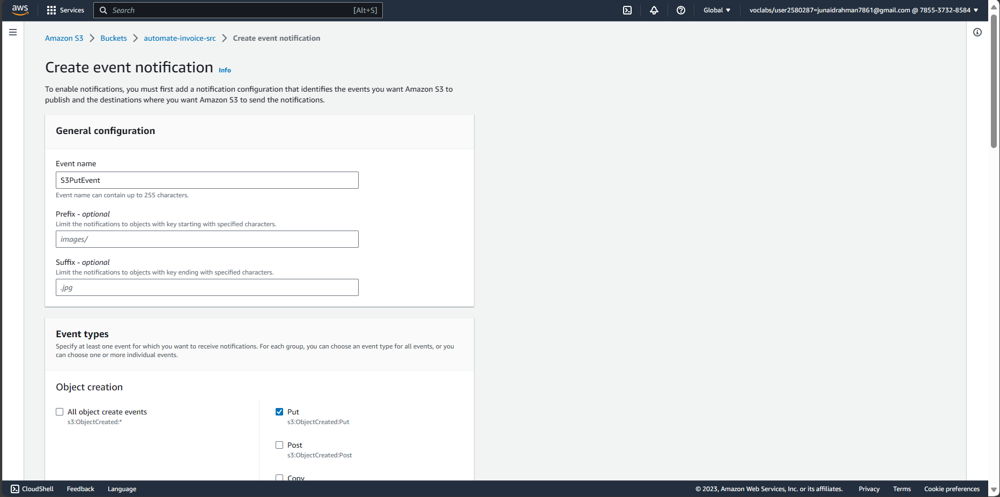 aws
Services
Search
[Alt+S]
Global
voclabs/user2580287=junaidrahman7861@gmail.com @ 7855-3732-8584
Amazon S3 > Buckets > automate-invoice-src > Create event notification
Create event notification Info
To enable notifications, you must first add a notification configuration that identifies the events you want Amazon S3 to
publish and the destinations where you want Amazon S3 to send the notifications.
General configuration
Event name
S3PutEvent
Event name can contain up to 255 characters.
Prefix - optional
Limit the notifications to objects with key starting with specified characters.
images/
Suffix - optional
Limit the notifications to objects with key ending with specified characters.
.jpg
Event types
Specify at least one event for which you want to receive notifications. For each group, you can choose an event type for all events, or you
can choose one or more individual events.
Object creation
All object create events
s3:ObjectCreated:*
Put
s3:ObjectCreated:Put
Post
s3:ObjectCreated:Post
Copy
CloudShell
Feedback
Language
© 2023, Amazon Web Services, Inc. or its affiliates.
Privacy
Terms
Cookie preferences